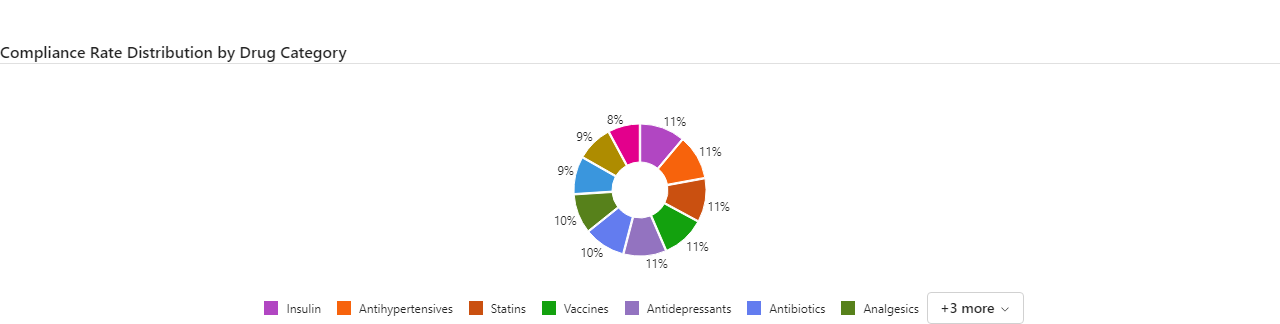 Compliance Rate Distribution by Drug Category
8% 11%
9% 11%
9% 11%
10% 11%
10% 11%
Insulin Antihypertensives Statins Vaccines Antidepressants Antibiotics Analgesics +3 more